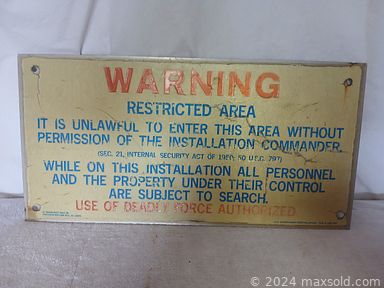 WARNING
RESTRICTED AREA
IT IS UNLAWFUL TO ENTER THIS AREA WITHOUT
PERMISSION OF THE INSTALLATION COMMANDER.
(SEC. 21, INTERNAL SECURITY ACT OF 1950; 50 U.S.C. 797)
WHILE ON THIS INSTALLATION ALL PERSONNEL
AND THE PROPERTY UNDER THEIR CONTROL
ARE SUBJECT TO SEARCH.
USE OF DEADLY FORCE AUTHORIZED
© 2024 maxsold.com